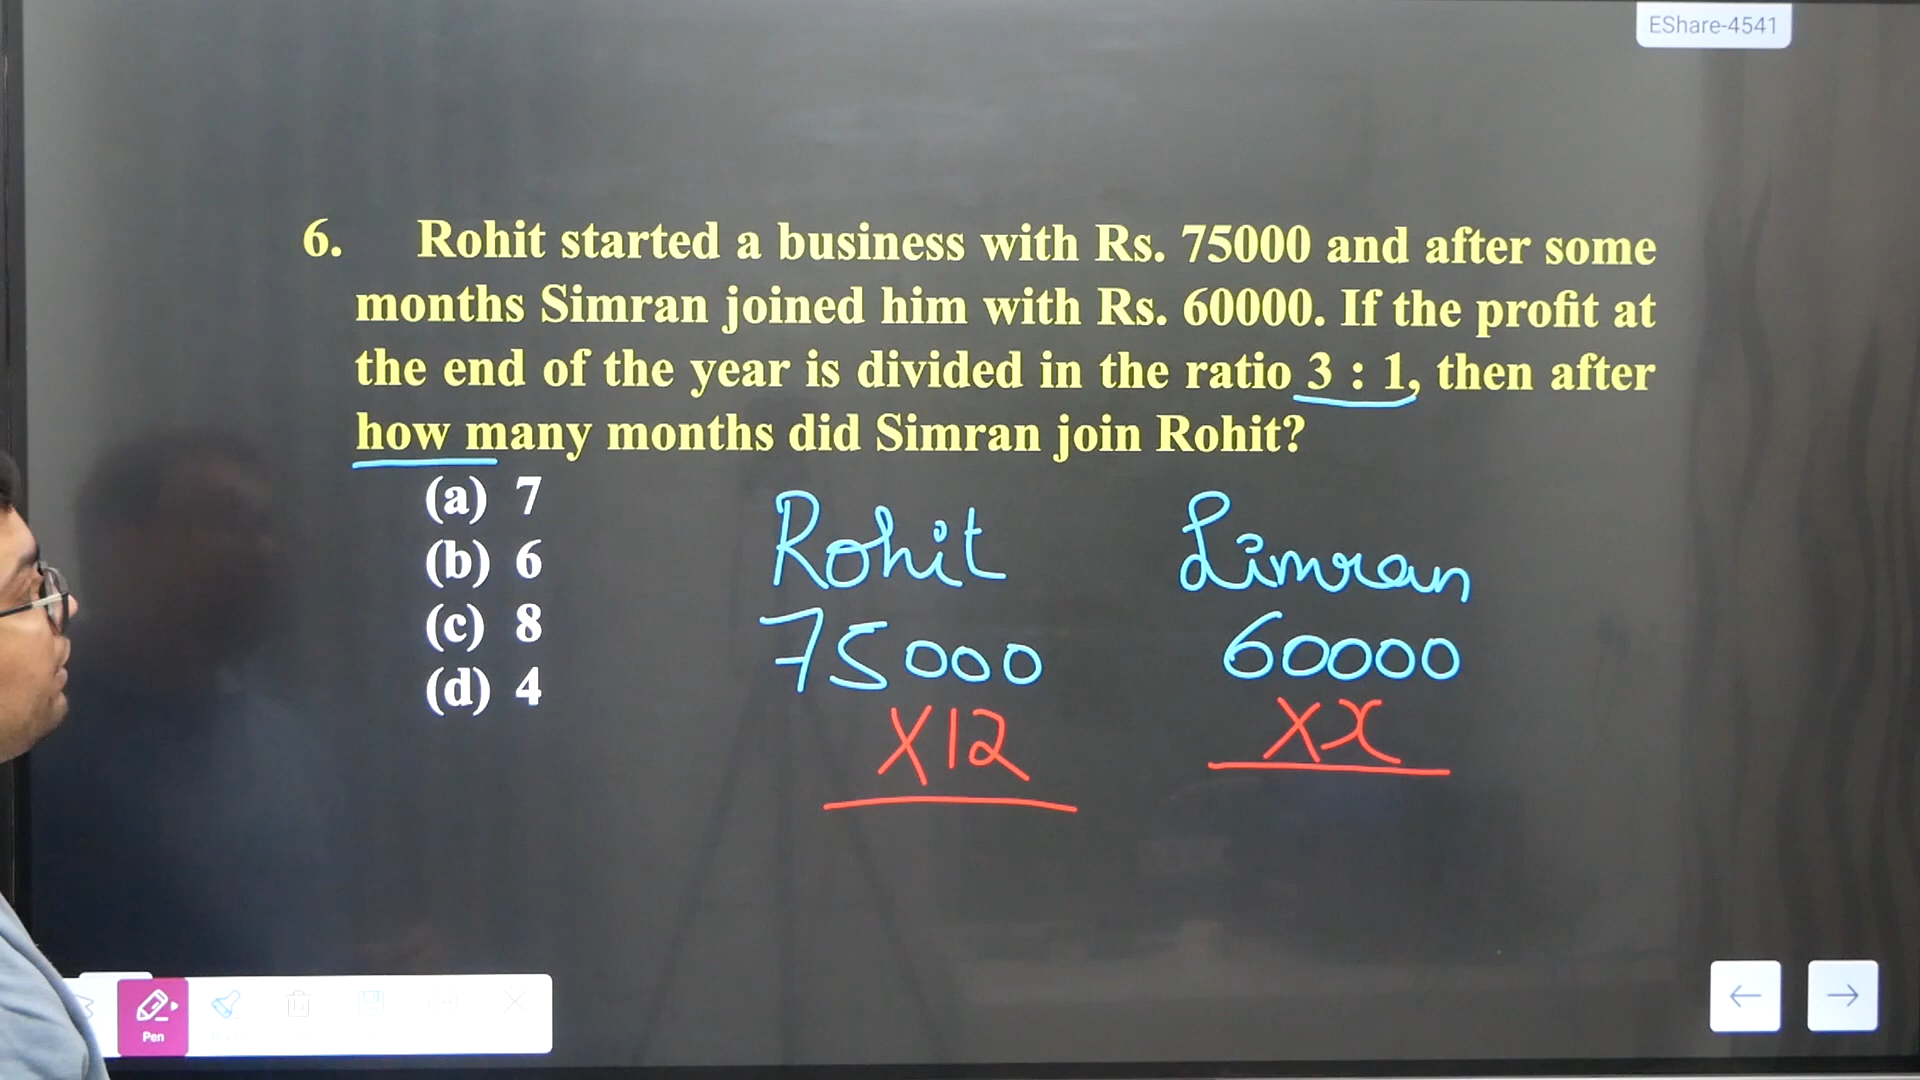 EShare-4541
6. Rohit started a business with Rs. 75000 and after some
months Simran joined him with Rs. 60000. If the profit at
the end of the year is divided in the ratio 3 : 1, then after
how many months did Simran join Rohit?
(a) 7
(b) 6
(c) 8
(d) 4
Rohit Simran
75000 60000
X12 Xx
Pen